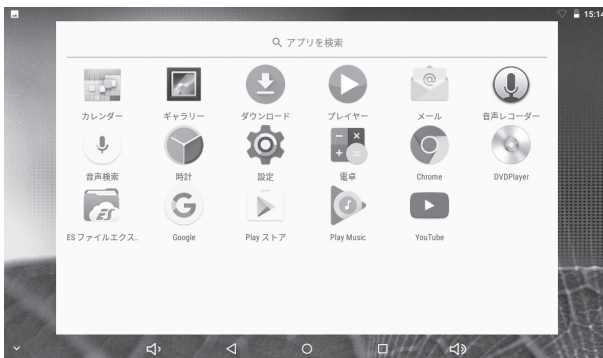 15:14
アプリを検索
カレンダー ギャラリー ダウンロード プレイヤー メール 音声レコーダー
音声検索 時計 設定 電卓 Chrome DVDPlayer
ES ファイルエクス.. Google Play ストア Play Music YouTube